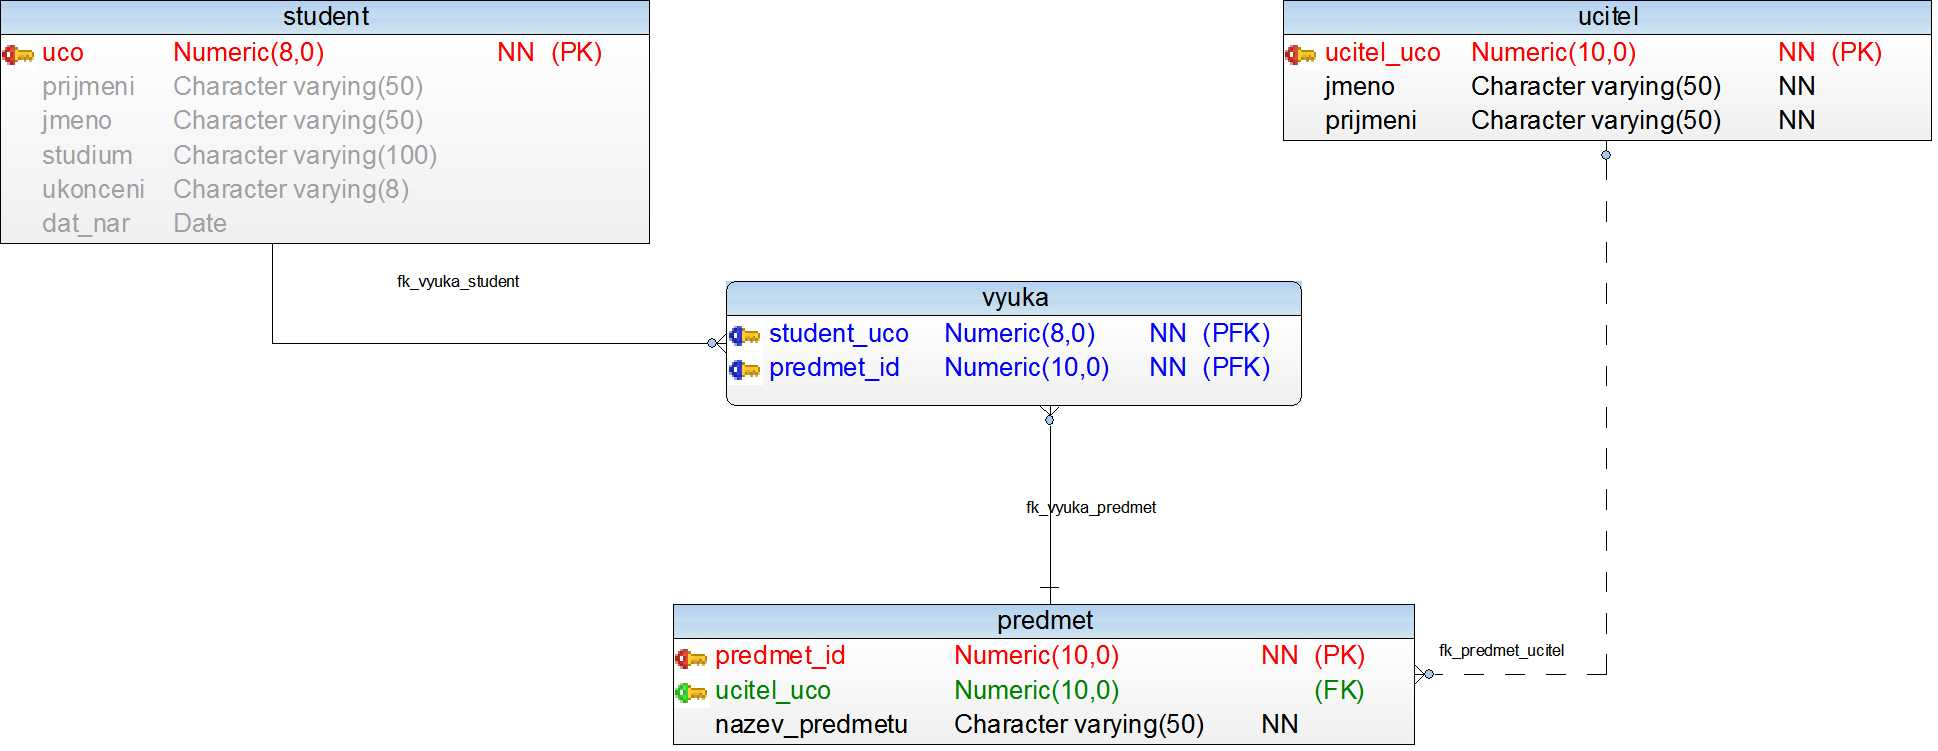 student
uco Numeric(8,0) NN (PK)
prijmeni Character varying(50)
jmeno Character varying(50)
studium Character varying(100)
ukonceni Character varying(8)
dat_nar Date
ucitel
ucitel_uco Numeric(10,0) NN (PK)
jmeno Character varying(50) NN
prijmeni Character varying(50) NN
fk_vyuka_student
vyuka
student_uco Numeric(8,0) NN (PFK)
predmet_id Numeric(10,0) NN (PFK)
fk_vyuka_predmet
predmet
predmet_id Numeric(10,0) NN (PK)
ucitel_uco Numeric(10,0) (FK)
nazev_predmetu Character varying(50) NN
fk_predmet_ucitel